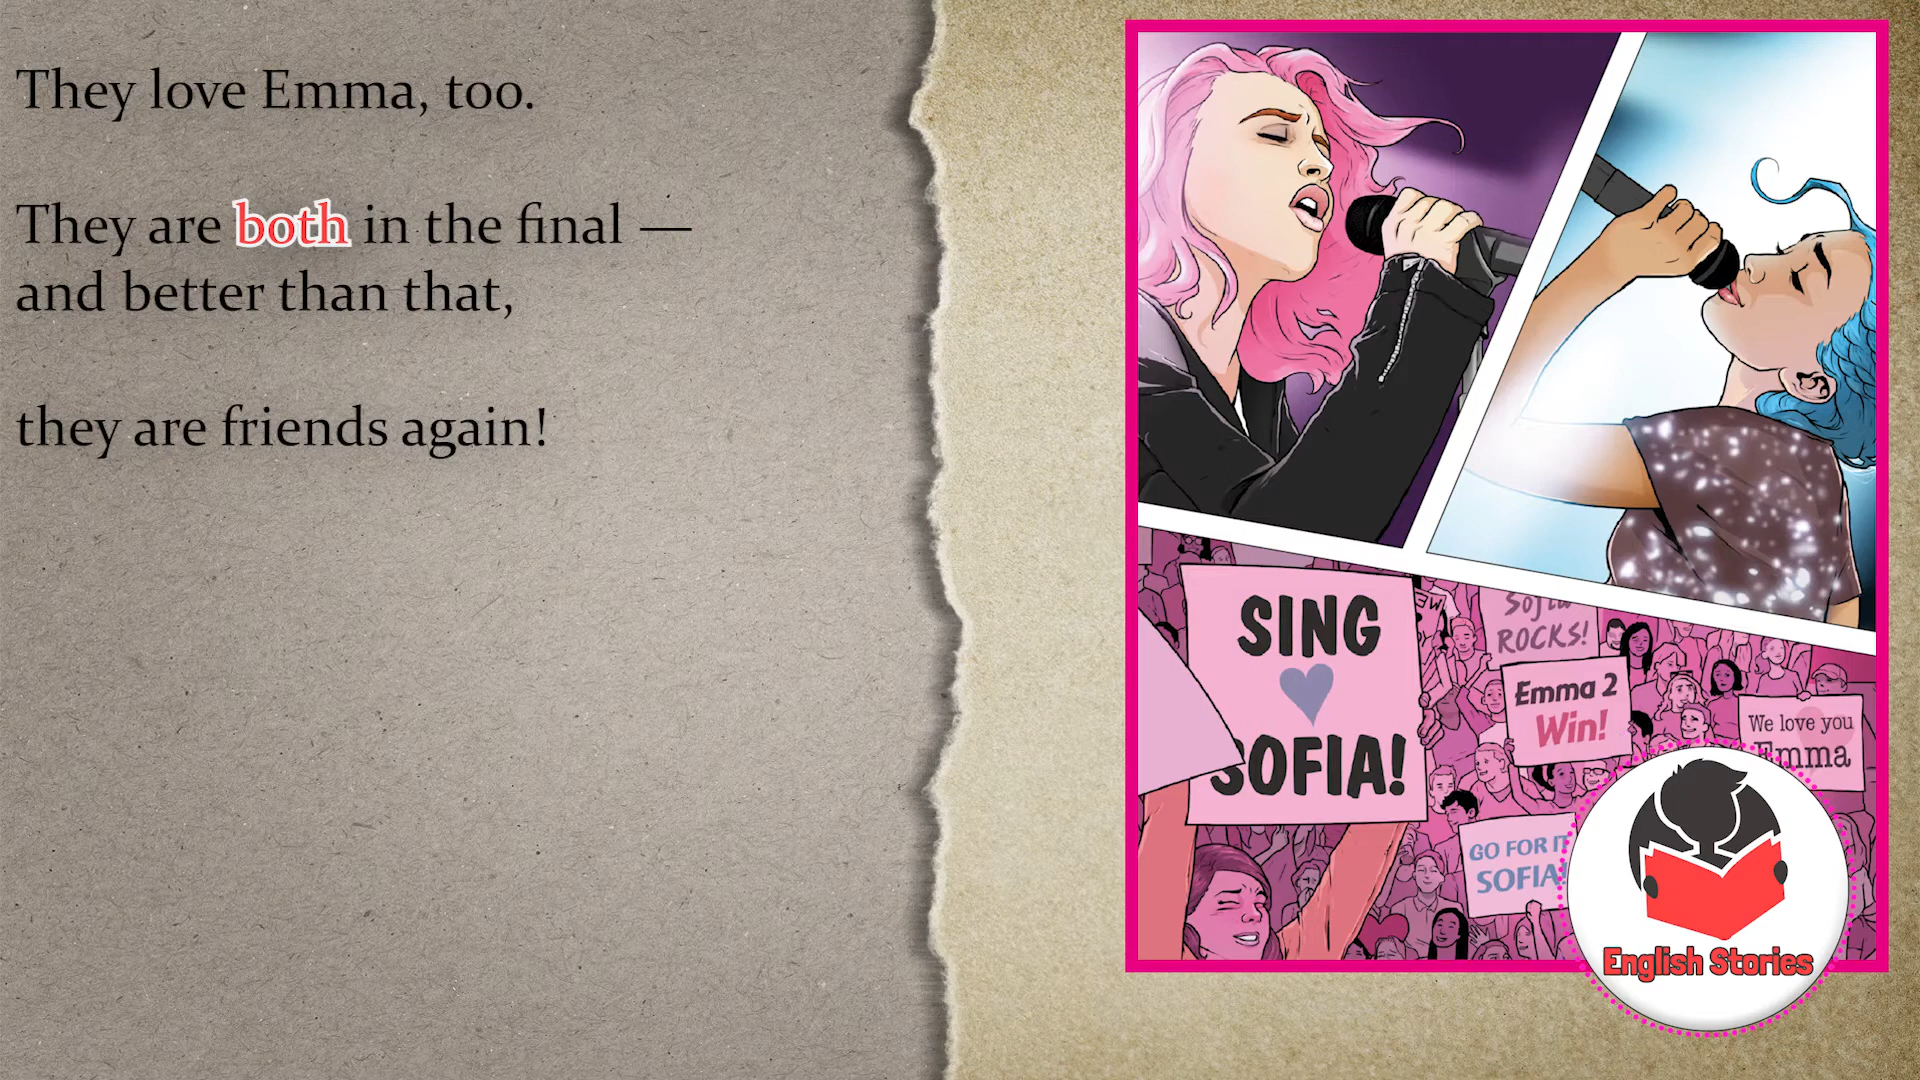 They love Emma, too.
They are both in the final —
and better than that,
they are friends again!
SING
SOFIA!
ROCKS!
Emma 2
Win!
We love you
Emma
GO FOR IT
SOFIA!
English Stories